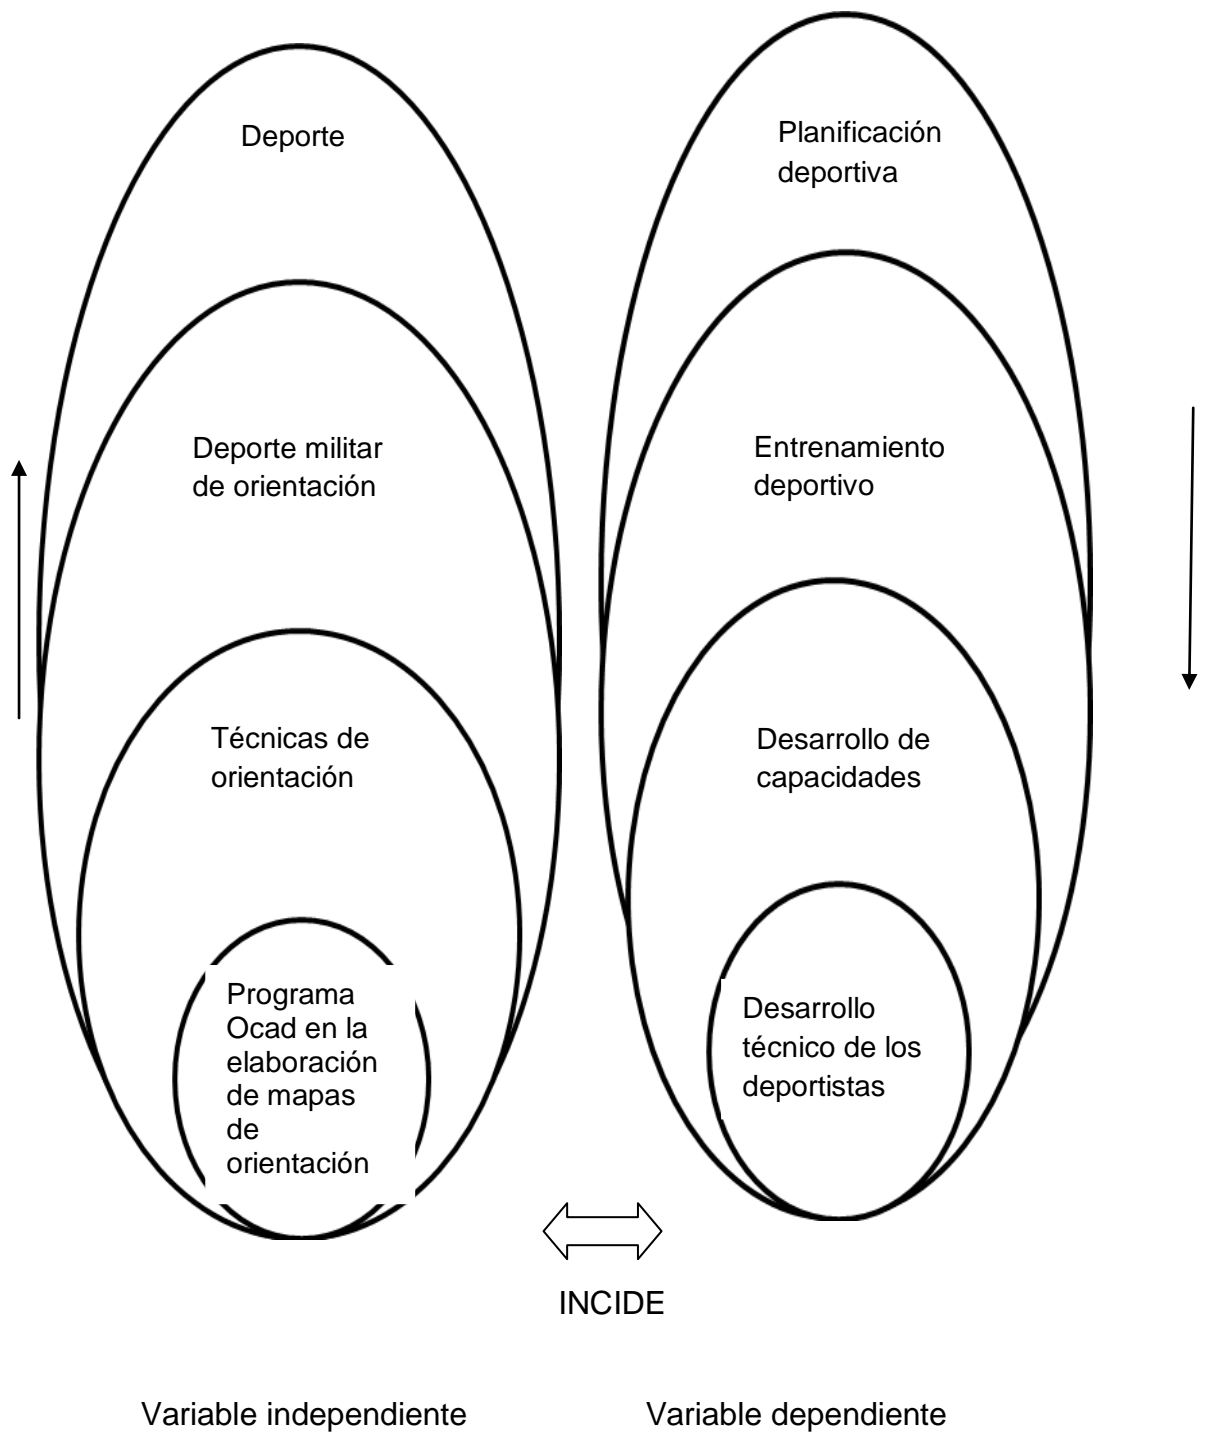 Deporte
Planificación
deportiva
Deporte militar
de orientación
Entrenamiento
deportivo
Técnicas de
orientación
Desarrollo de
capacidades
Programa
Ocad en la
elaboración
de mapas
de
orientación
Desarrollo
técnico de los
deportistas
INCIDE
Variable independiente
Variable dependiente